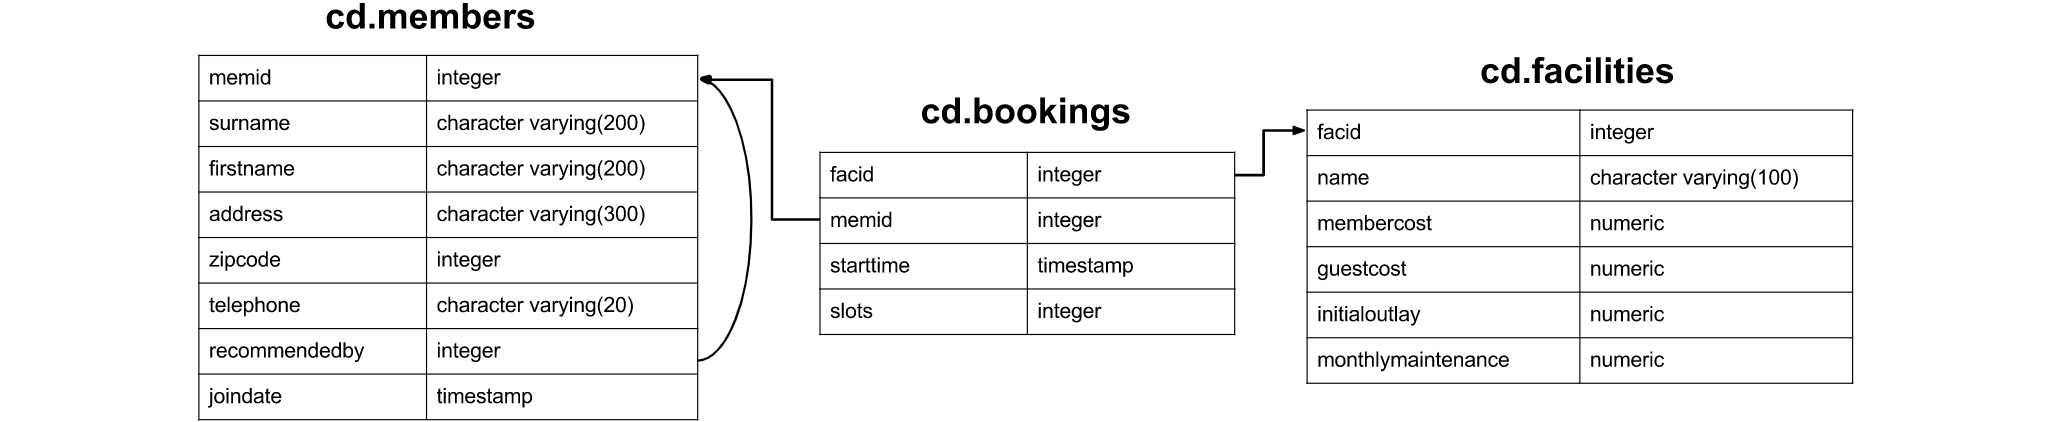 cd.members
memid integer
surname character varying(200)
firstname character varying(200)
address character varying(300)
zipcode integer
telephone character varying(20)
recommendedby integer
joindate timestamp
cd.bookings
facid integer
memid integer
starttime timestamp
slots integer
cd.facilities
facid integer
name character varying(100)
membercost numeric
guestcost numeric
initialoutlay numeric
monthlymaintenance numeric